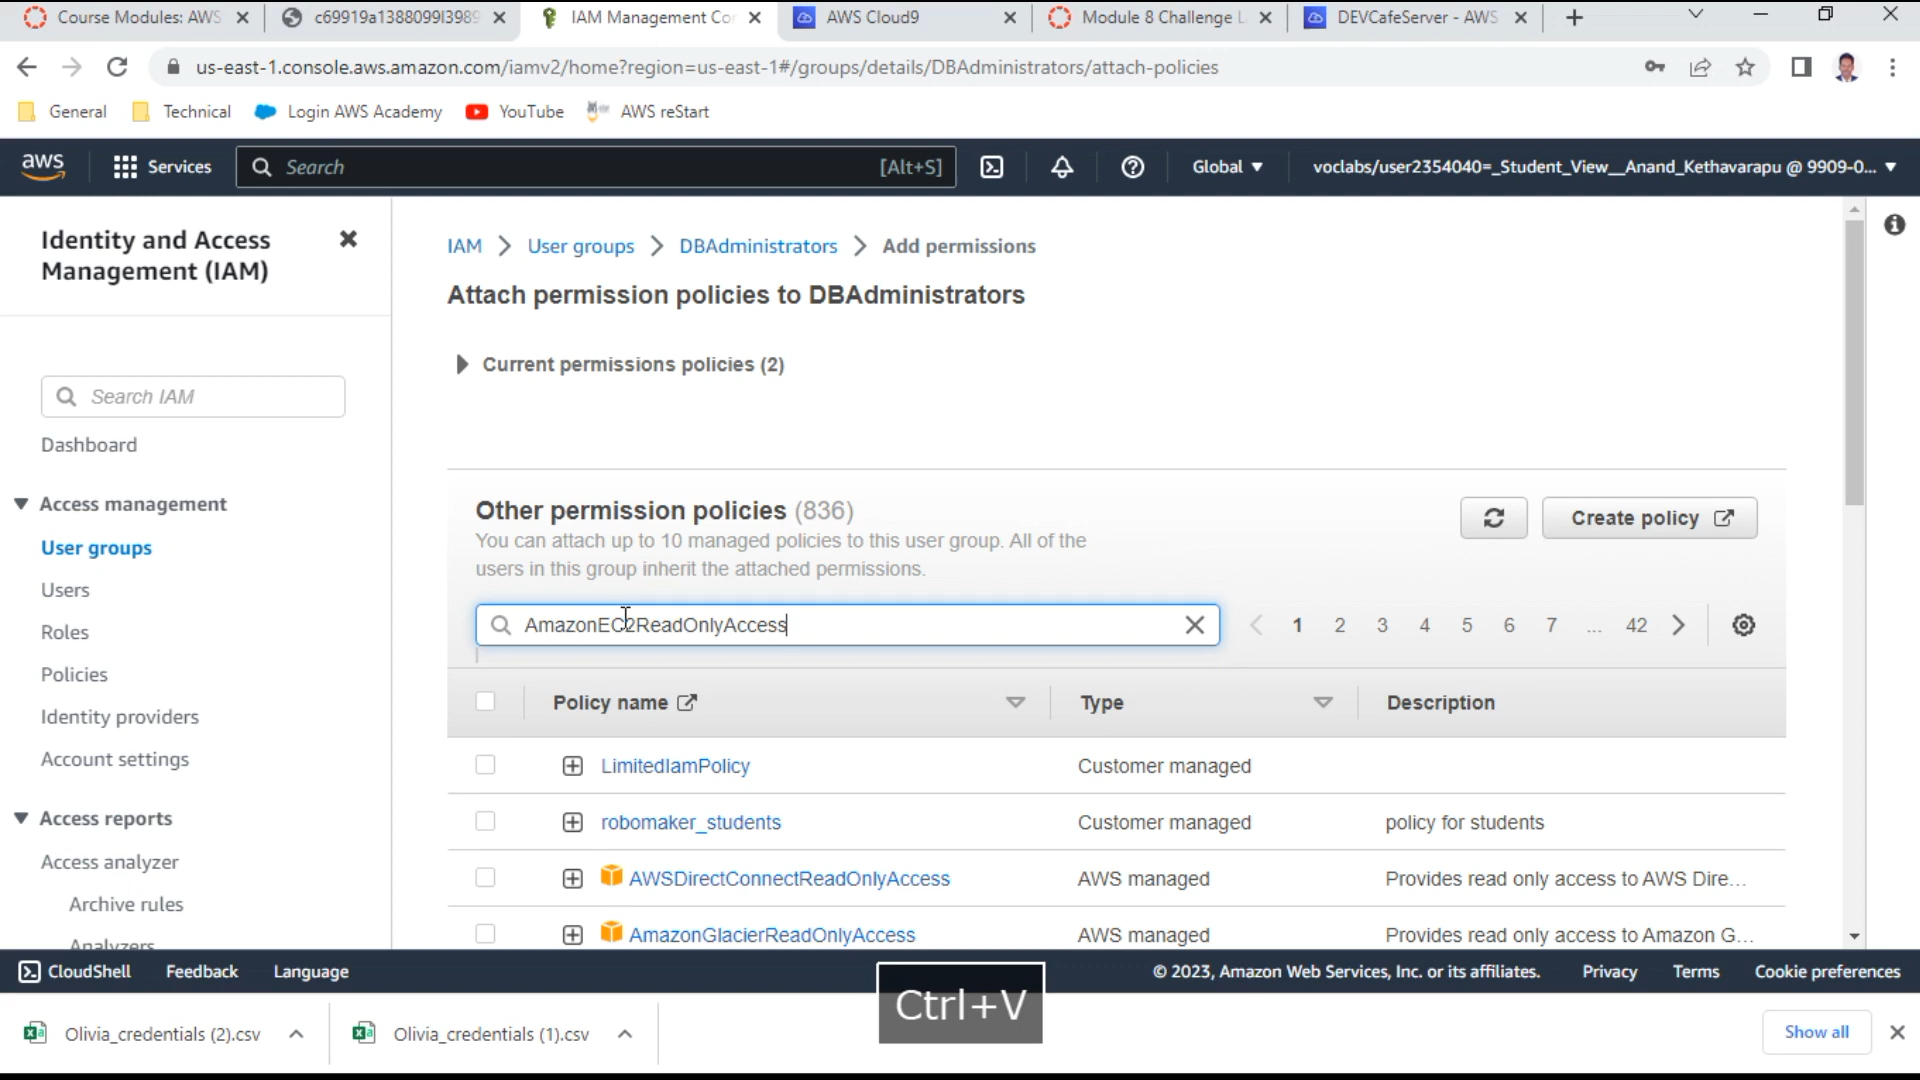 Course Modules: AWS
c69919a1388099l3989
IAM Management Con
AWS Cloud9
Module 8 Challenge L
DEVCafeServer - AWS
us-east-1.console.aws.amazon.com/iamv2/home?region=us-east-1#/groups/details/DBAdministrators/attach-policies
General
Technical
Login AWS Academy
YouTube
AWS reStart
aws
Services
Search
[Alt+S]
Global
voclabs/user2354040=_Student_View__Anand_Kethavarapu @ 9909-0...
Identity and Access
Management (IAM)
Search IAM
Dashboard
Access management
User groups
Users
Roles
Policies
Identity providers
Account settings
Access reports
Access analyzer
Archive rules
Analyzers
IAM > User groups > DBAdministrators > Add permissions
Attach permission policies to DBAdministrators
Current permissions policies (2)
Other permission policies (836)
You can attach up to 10 managed policies to this user group. All of the
users in this group inherit the attached permissions.
Create policy
AmazonEC2ReadOnlyAccess
1 2 3 4 5 6 7 ... 42
Policy name Type Description
LimitedIamPolicy Customer managed
robomaker_students Customer managed policy for students
AWSDirectConnectReadOnlyAccess AWS managed Provides read only access to AWS Dire...
AmazonGlacierReadOnlyAccess AWS managed Provides read only access to Amazon G...
CloudShell Feedback Language
© 2023, Amazon Web Services, Inc. or its affiliates. Privacy Terms Cookie preferences
Ctrl+V
Olivia_credentials (2).csv
Olivia_credentials (1).csv
Show all